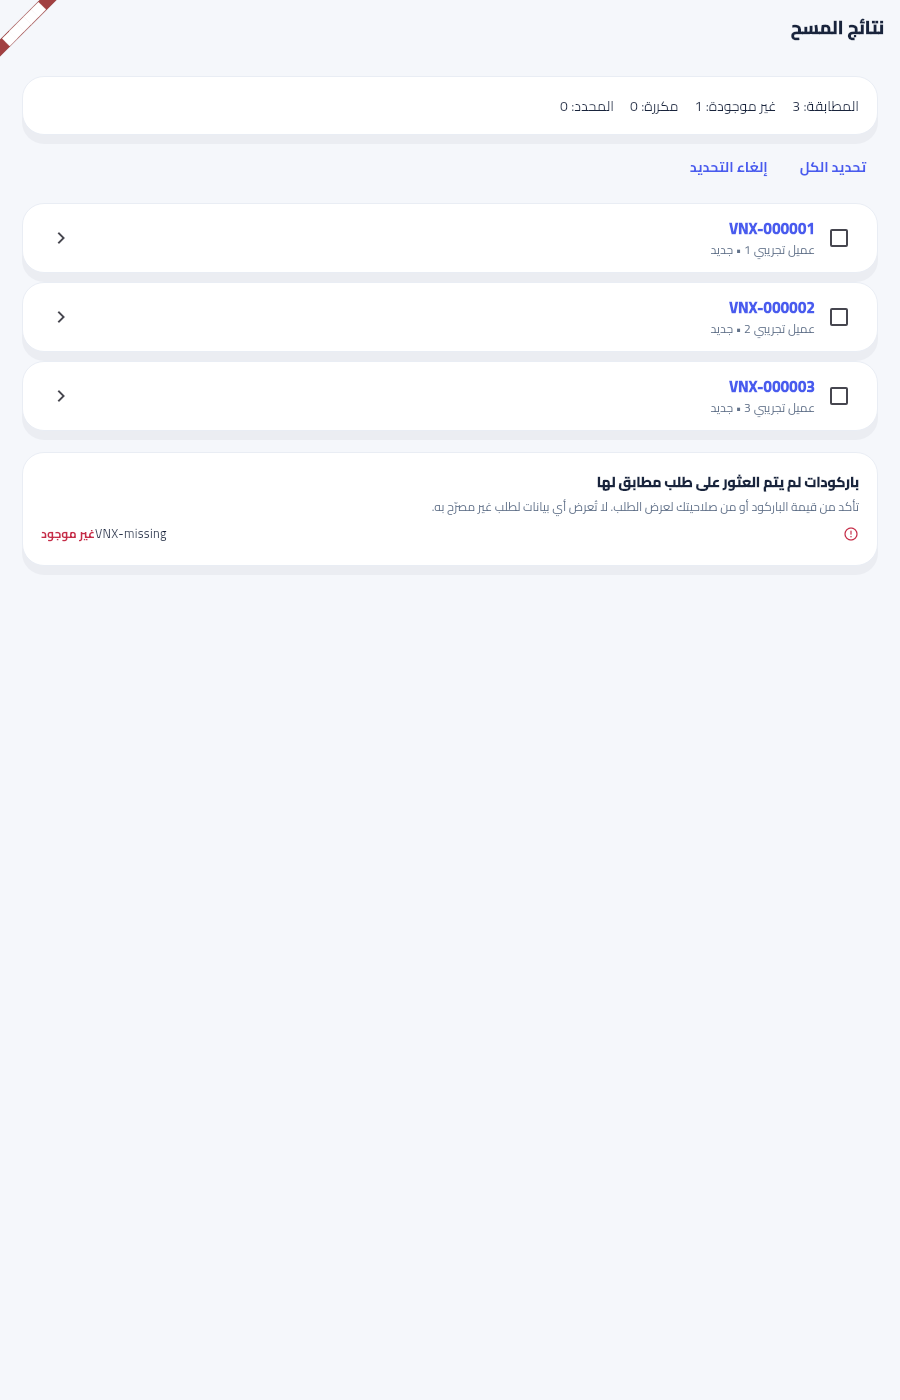 نتائج المسح
المطابقة: 3 غير موجودة: 1 مكررة: 0 المحدد: 0
تحديد الكل إلغاء التحديد
VNX-000001
عميل تجريبي 1 • جديد
VNX-000002
عميل تجريبي 2 • جديد
VNX-000003
عميل تجريبي 3 • جديد
باركودات لم يتم العثور على طلب مطابق لها
تأكد من قيمة الباركود أو من صلاحيتك لعرض الطلب. لا تُعرض أي بيانات لطلب غير مصرّح به.
VNX-missing غير موجود